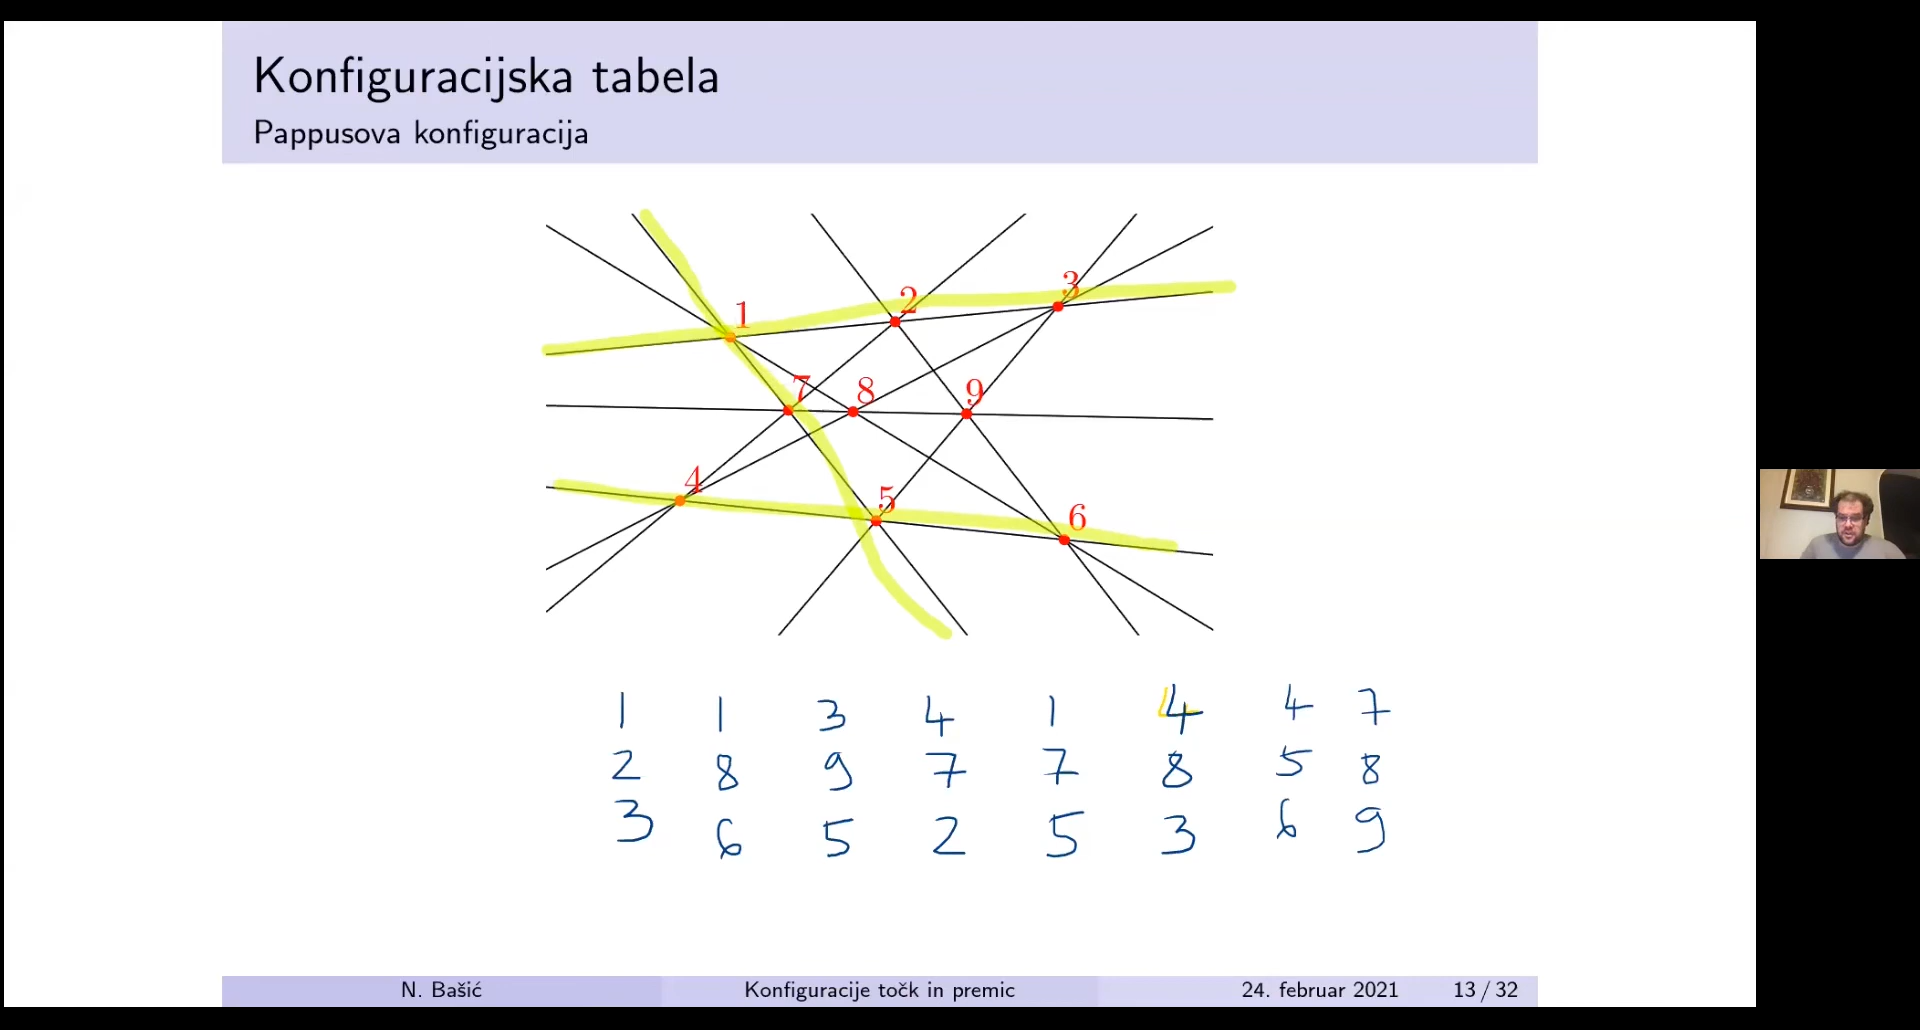 Konfiguracijska tabela
Pappusova konfiguracija
1 2 3
7 8 9
4 5 6
1 1 3 4 1 4 4 7
2 8 9 7 7 8 5 8
3 6 5 2 5 3 6 9
N. Bašić Konfiguracije točk in premic 24. februar 2021 13 / 32